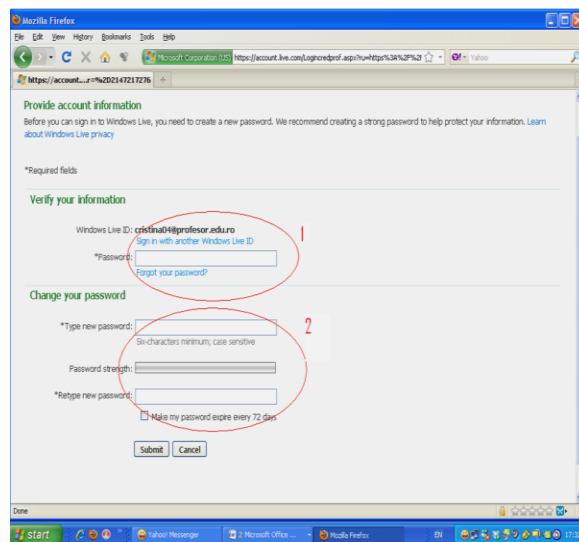 Mozilla Firefox
File Edit View History Bookmarks Tools Help
Microsoft Corporation (US) https://account.live.com/Logincredprof.aspx?ru=https%3A%2F%2f
Yahoo
https://account....r=%2D2147217276
Provide account information
Before you can sign in to Windows Live, you need to create a new password. We recommend creating a strong password to help protect your information. Learn
about Windows Live privacy
*Required fields
Verify your information
Windows Live ID: cristina04@profesor.edu.ro
Sign in with another Windows Live ID
*Password:
Forgot your password?
1
Change your password
*Type new password:
Six-characters minimum; case sensitive
2
Password strength:
*Retype new password:
Make my password expire every 72 days
Submit Cancel
Done
start Yahoo! Messenger 2 Microsoft Office ... Mozilla Firefox EN